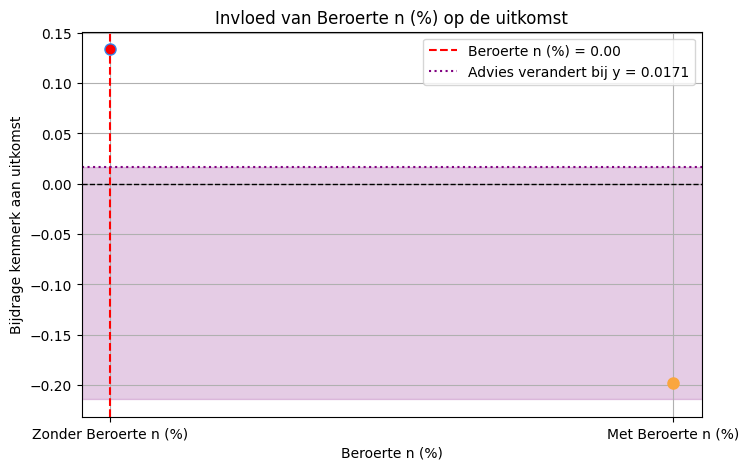 Invloed van Beroerte n (%) op de uitkomst
Beroerte n (%) = 0.00
Advies verandert bij y = 0.0171
Bijdrage kenmerk aan uitkomst
0.15
0.10
0.05
0.00
−0.05
−0.10
−0.15
−0.20
Zonder Beroerte n (%)
Met Beroerte n (%)
Beroerte n (%)